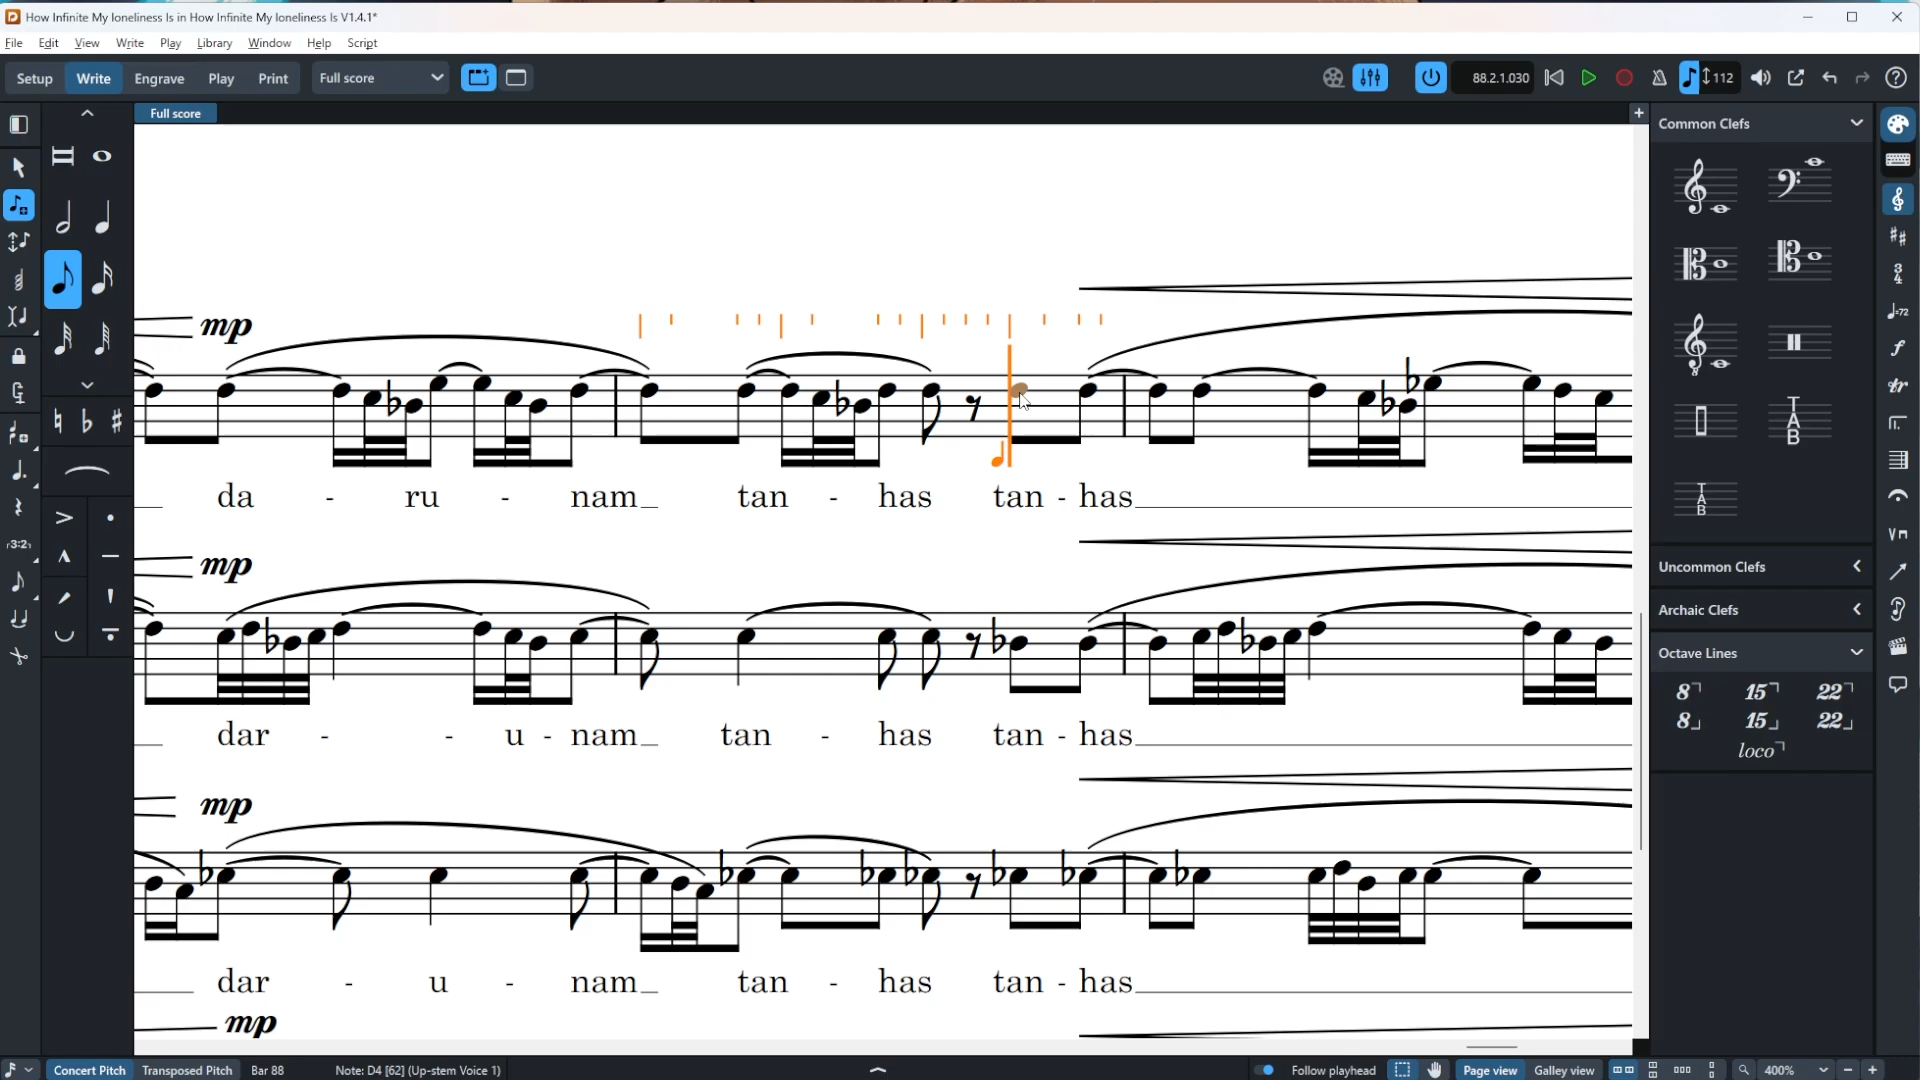 How Infinite My loneliness Is in How Infinite My loneliness Is V1.4.1*
File Edit View Write Play Library Window Help Script
Setup Write Engrave Play Print Full score 88.2.1.030 112
Full score
Common Clefs
mp
da - ru - nam_ tan - has tan - has
mp
dar - - u - nam_ tan - has tan - has
mp
dar - u - nam_ tan - has tan - has
mp
3:2
Uncommon Clefs
Archaic Clefs
Octave Lines
8 15 22
8 15 22
loco
Concert Pitch Transposed Pitch Bar 88 Note: D4 [62] (Up-stem Voice 1) Follow playhead Page view Galley view 400%